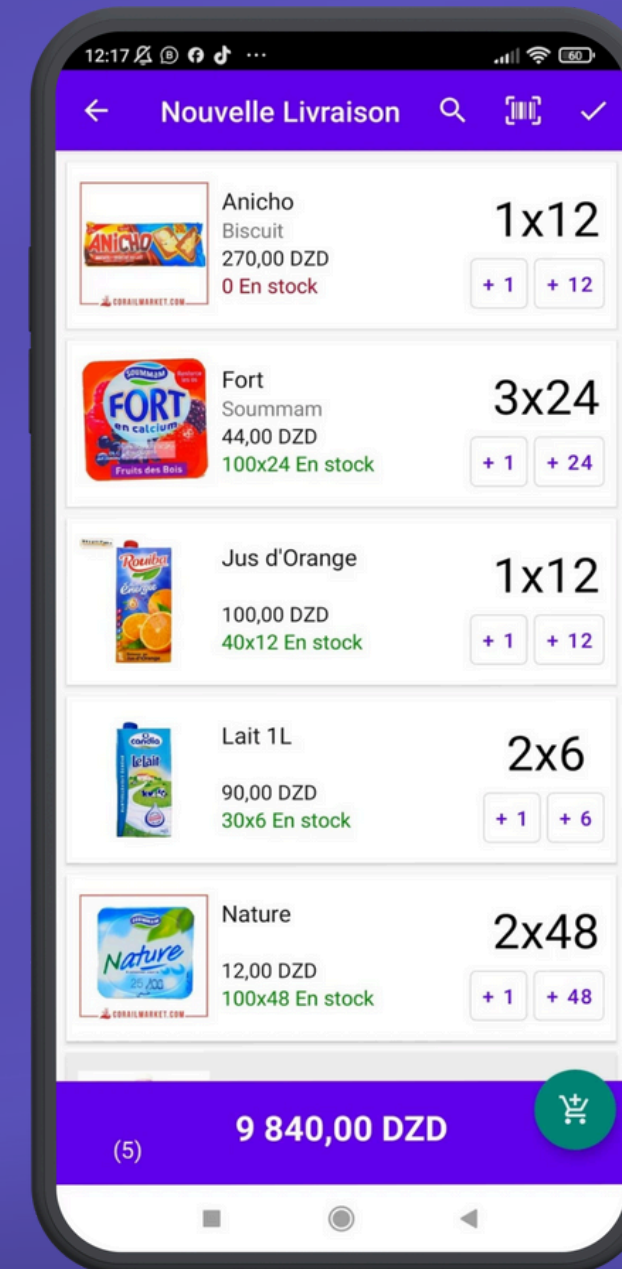 12:17
60
Nouvelle Livraison
ANICHO
CORAILMARKET.COM
Anicho
Biscuit
270,00 DZD
0 En stock
1x12
+ 1
+ 12
SOUMMAM
FORT
en calcium
Fruits des Bois
Fort
Soummam
44,00 DZD
100x24 En stock
3x24
+ 1
+ 24
Rouiba
Énergie
Jus d'Orange
100,00 DZD
40x12 En stock
1x12
+ 1
+ 12
candia
le lait
Lait 1L
90,00 DZD
30x6 En stock
2x6
+ 1
+ 6
SOUMMAM
Nature
CORAILMARKET.COM
Nature
12,00 DZD
100x48 En stock
2x48
+ 1
+ 48
(5)
9 840,00 DZD